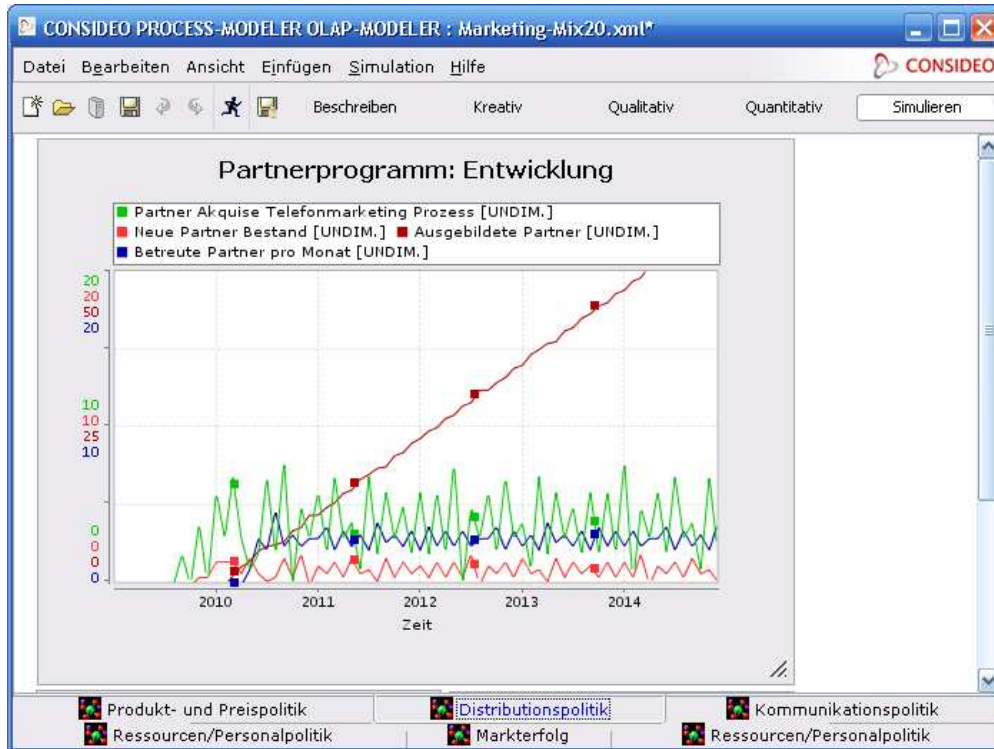 CONSIDEO PROCESS-MODELER OLAP-MODELER : Marketing-Mix20.xml*
Datei Bearbeiten Ansicht Einfügen Simulation Hilfe CONSIDEO
Beschreiben Kreativ Qualitativ Quantitativ Simulieren
Partnerprogramm: Entwicklung
Partner Akquise Telefonmarketing Prozess [UNDIM.]
Neue Partner Bestand [UNDIM.] Ausgebildete Partner [UNDIM.]
Betreute Partner pro Monat [UNDIM.]
20
20
50
20
10
10
25
10
0
0
0
0
2010 2011 2012 2013 2014
Zeit
Produkt- und Preispolitik Distributionspolitik Kommunikationspolitik
Ressourcen/Personalpolitik Markterfolg Ressourcen/Personalpolitik